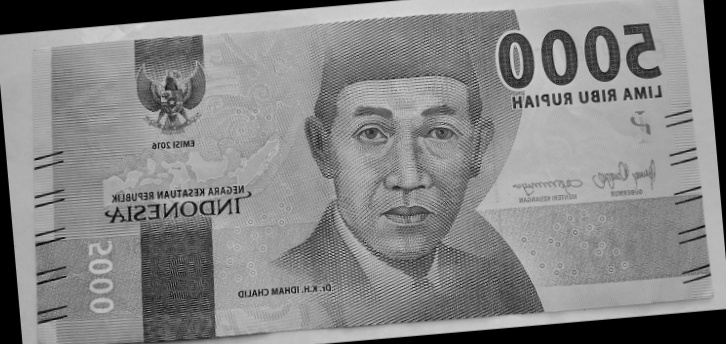 5000
LIMA RIBU RUPIAH
EMISI 2016
NEGARA KESATUAN REPUBLIK
INDONESIA
GUBERNUR
MENTERI KEUANGAN
Dr. K.H. IDHAM CHALID
5000